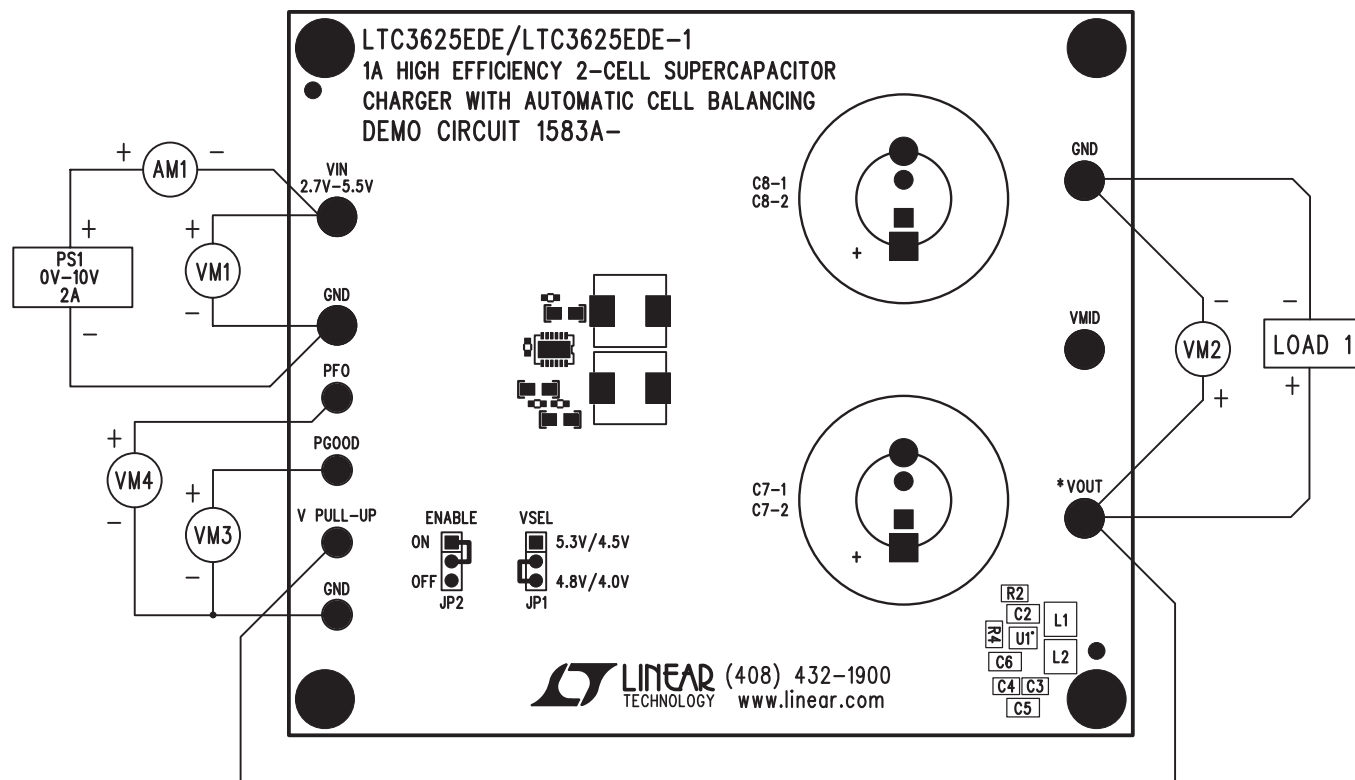 LTC3625EDE/LTC3625EDE-1
1A HIGH EFFICIENCY 2-CELL SUPERCAPACITOR
CHARGER WITH AUTOMATIC CELL BALANCING
DEMO CIRCUIT 1583A-
+ AM1 -
VIN
2.7V-5.5V
+
PS1
0V-10V
2A
-
+
VM1
-
GND
PFO
+
VM4
-
PGOOD
+
VM3
-
V PULL-UP
GND
ENABLE
ON
OFF
JP2
VSEL
5.3V/4.5V
4.8V/4.0V
JP1
C8-1
C8-2
+
C7-1
C7-2
+
GND
VMID
-
VM2
+
-
LOAD 1
+
*VOUT
R2
C2
L1
R4
U1
L2
C6
C4
C3
C5
LINEAR
TECHNOLOGY
(408) 432-1900
www.linear.com